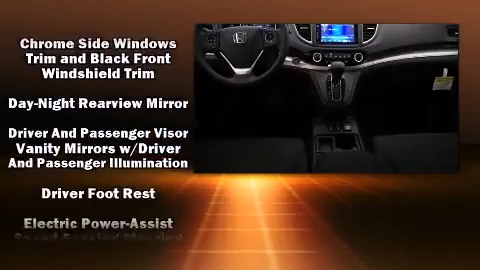 Chrome Side Windows
Trim and Black Front
Windshield Trim
Day-Night Rearview Mirror
Driver And Passenger Visor
Vanity Mirrors w/Driver
And Passenger Illumination
Driver Foot Rest
Electric Power-Assist